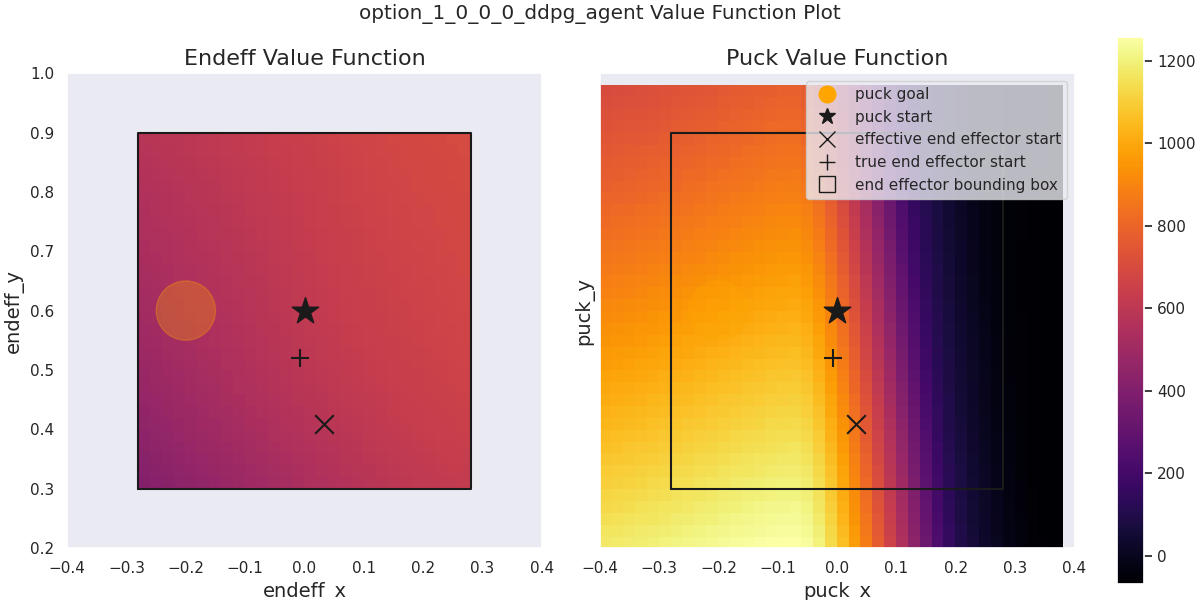 option_1_0_0_0_ddpg_agent Value Function Plot
Endeff Value Function
Puck Value Function
1.0
0.9
0.8
0.7
0.6
0.5
0.4
0.3
0.2
endeff_y
−0.4 −0.3 −0.2 −0.1 0.0 0.1 0.2 0.3 0.4
endeff_x
puck goal
puck start
effective end effector start
true end effector start
end effector bounding box
puck_y
−0.4 −0.3 −0.2 −0.1 0.0 0.1 0.2 0.3 0.4
puck_x
1200
1000
800
600
400
200
0